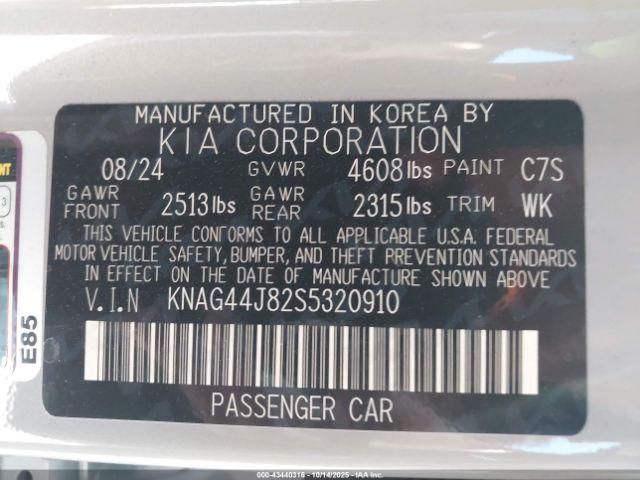 MANUFACTURED IN KOREA BY
KIA CORPORATION
08/24 GVWR 4608 lbs PAINT C7S
GAWR FRONT 2513 lbs GAWR REAR 2315 lbs TRIM WK
THIS VEHICLE CONFORMS TO ALL APPLICABLE U.S.A. FEDERAL
MOTOR VEHICLE SAFETY, BUMPER, AND THEFT PREVENTION STANDARDS
IN EFFECT ON THE DATE OF MANUFACTURE SHOWN ABOVE
V.I.N KNAG44J82S5320910
PASSENGER CAR
E85
3
000-43440316 - 10/14/2025 - Copyright © IAA